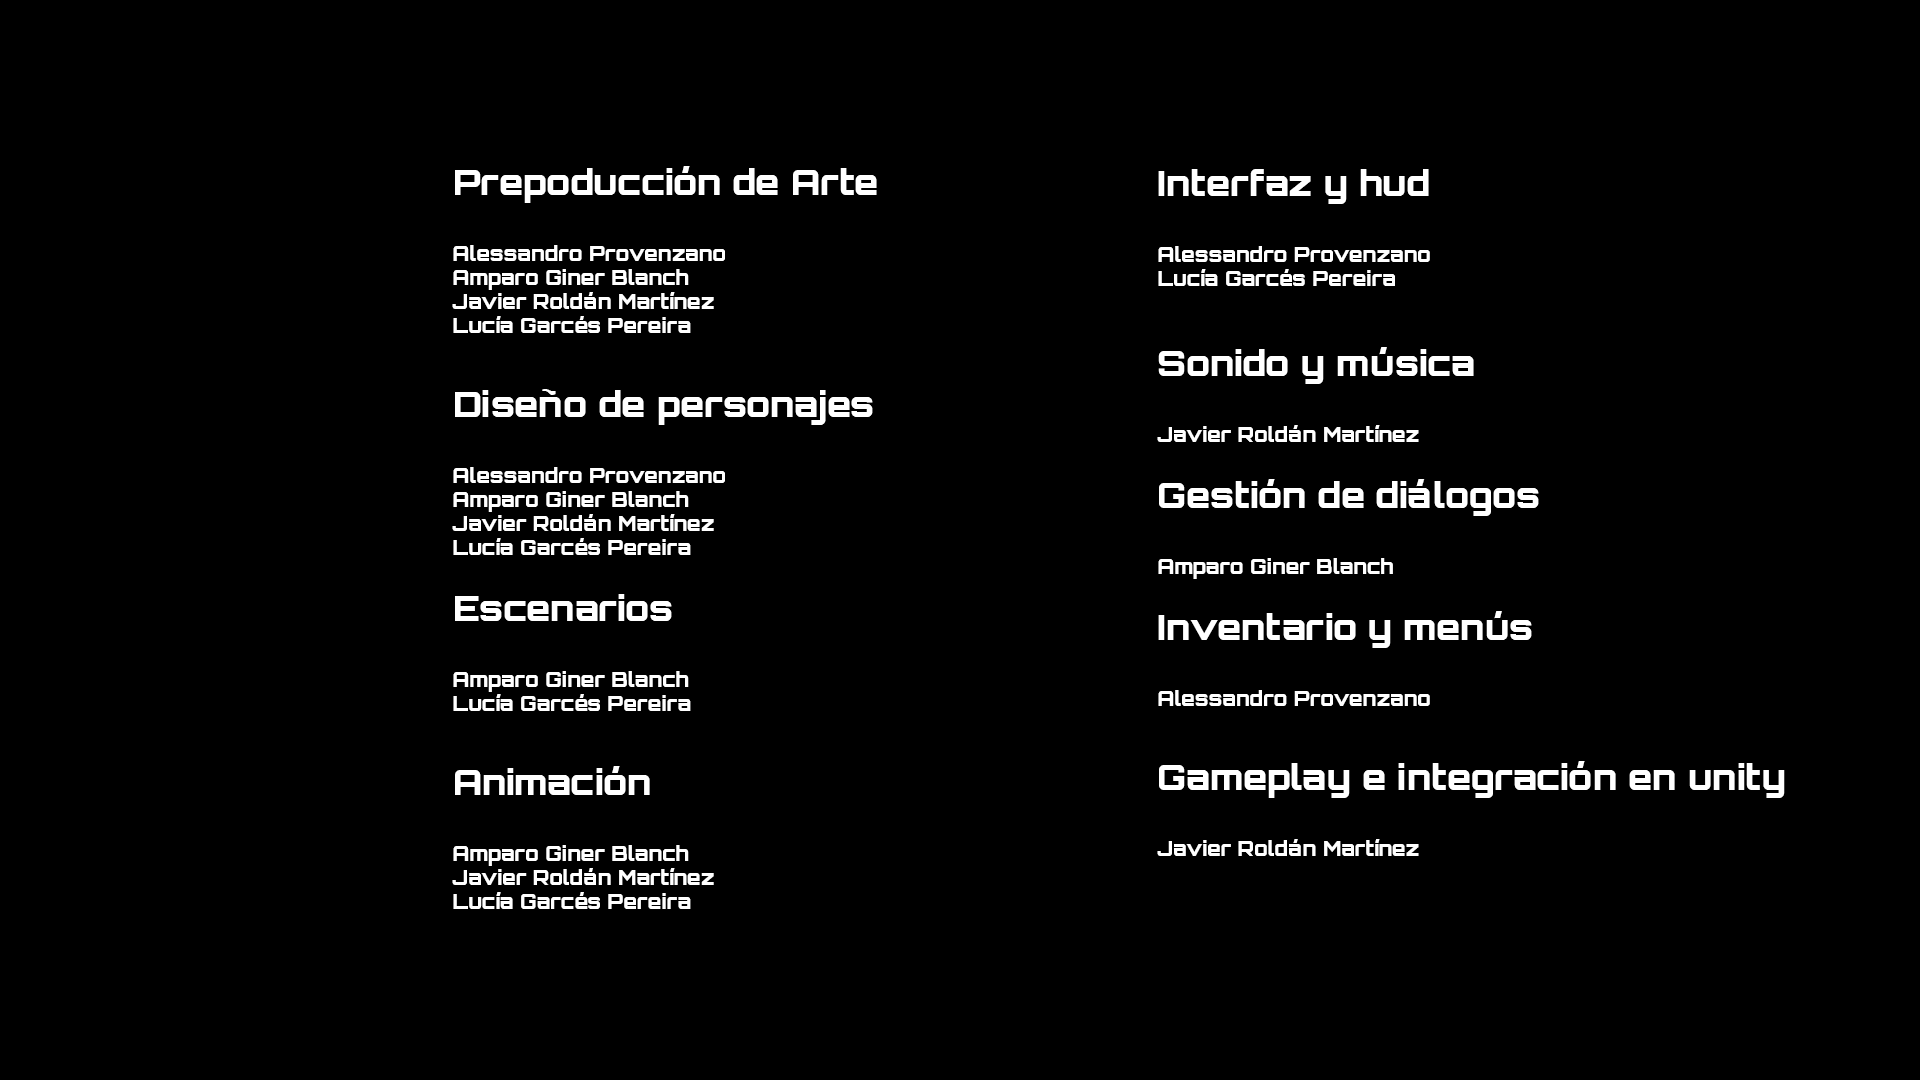 Prepoducción de Arte
Alessandro Provenzano
Amparo Giner Blanch
Javier Roldán Martínez
Lucía Garcés Pereira
Diseño de personajes
Alessandro Provenzano
Amparo Giner Blanch
Javier Roldán Martínez
Lucía Garcés Pereira
Escenarios
Amparo Giner Blanch
Lucía Garcés Pereira
Animación
Amparo Giner Blanch
Javier Roldán Martínez
Lucía Garcés Pereira
Interfaz y hud
Alessandro Provenzano
Lucía Garcés Pereira
Sonido y música
Javier Roldán Martínez
Gestión de diálogos
Amparo Giner Blanch
Inventario y menús
Alessandro Provenzano
Gameplay e integración en unity
Javier Roldán Martínez